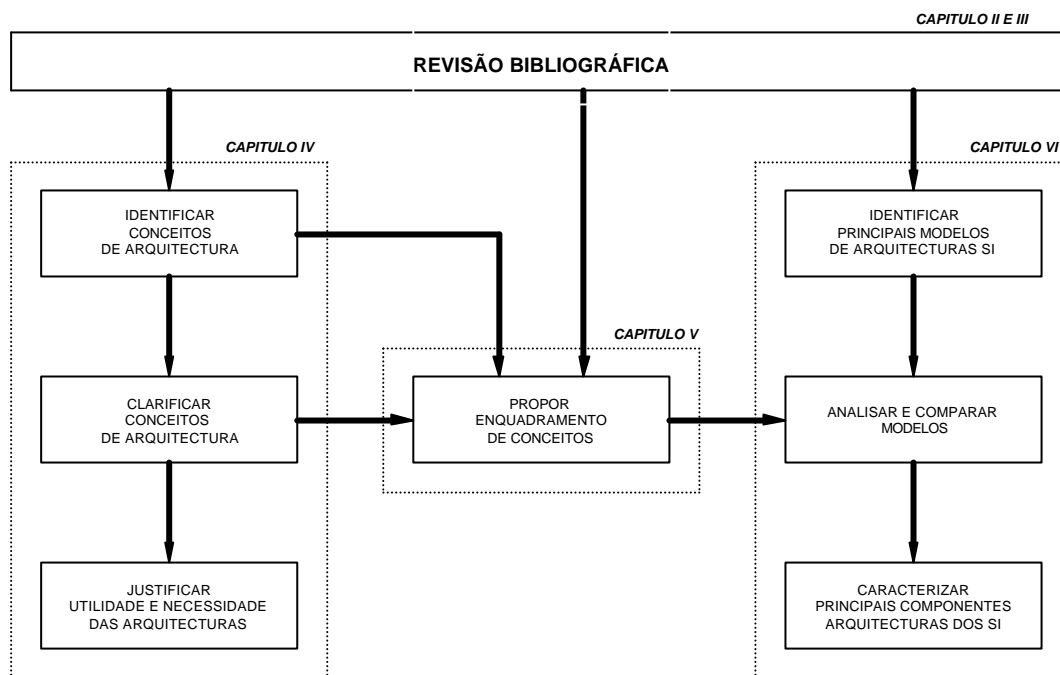 CAPITULO II E III
REVISÃO BIBLIOGRÁFICA
CAPITULO IV
IDENTIFICAR
CONCEITOS
DE ARQUITECTURA
CLARIFICAR
CONCEITOS
DE ARQUITECTURA
JUSTIFICAR
UTILIDADE E NECESSIDADE
DAS ARQUITECTURAS
CAPITULO V
PROPOR
ENQUADRAMENTO
DE CONCEITOS
CAPITULO VI
IDENTIFICAR
PRINCIPAIS MODELOS
DE ARQUITECTURAS SI
ANALISAR E COMPARAR
MODELOS
CARACTERIZAR
PRINCIPAIS COMPONENTES
ARQUITECTURAS DOS SI